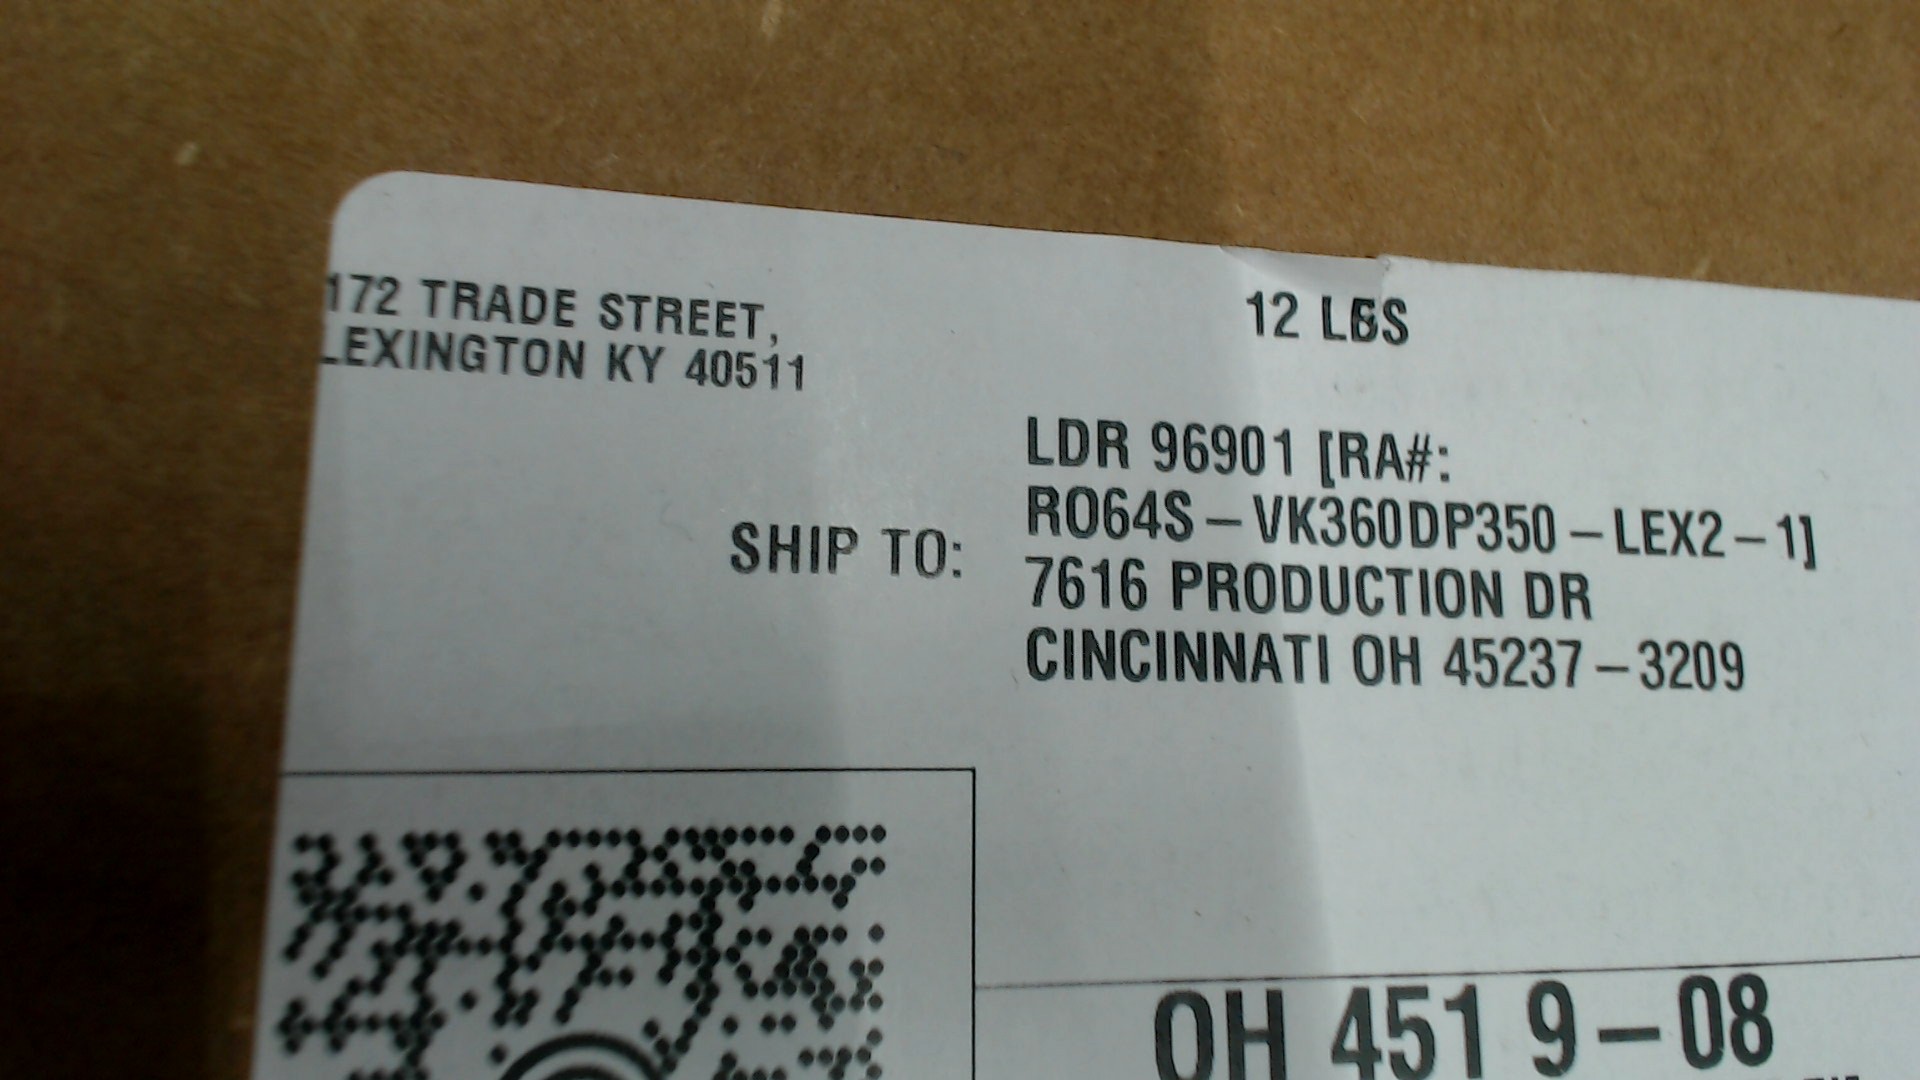 172 TRADE STREET,
LEXINGTON KY 40511
12 LBS
SHIP TO:
LDR 96901 [RA#:
RO64S-VK360DP350-LEX2-1]
7616 PRODUCTION DR
CINCINNATI OH 45237-3209
OH 451 9-08